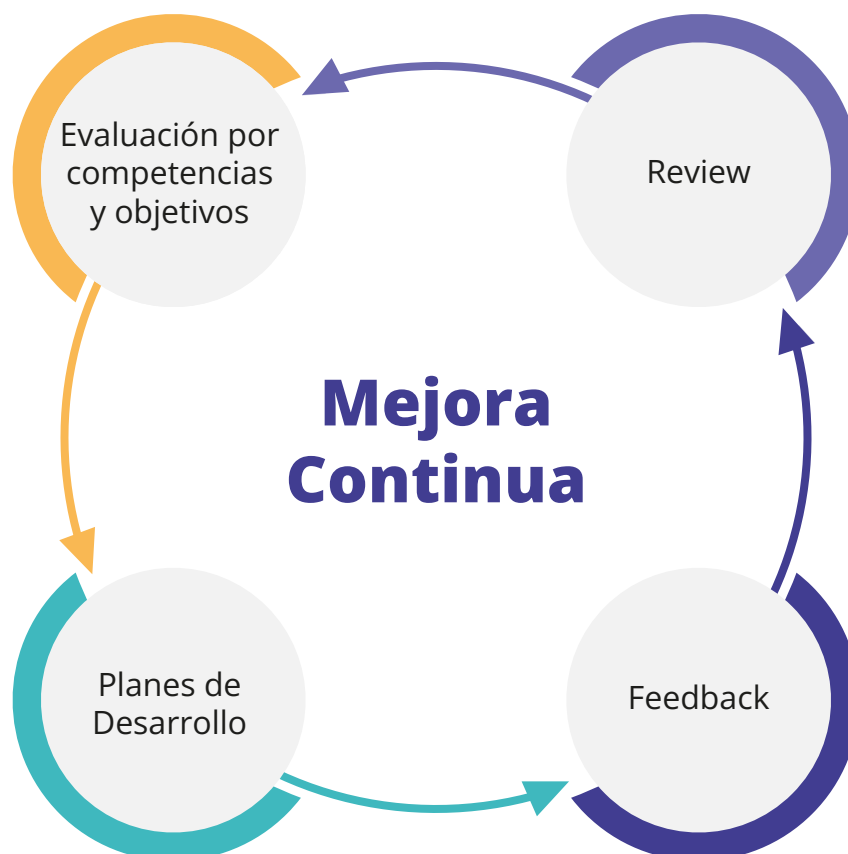 Evaluación por
competencias
y objetivos
Review
Mejora
Continua
Planes de
Desarrollo
Feedback